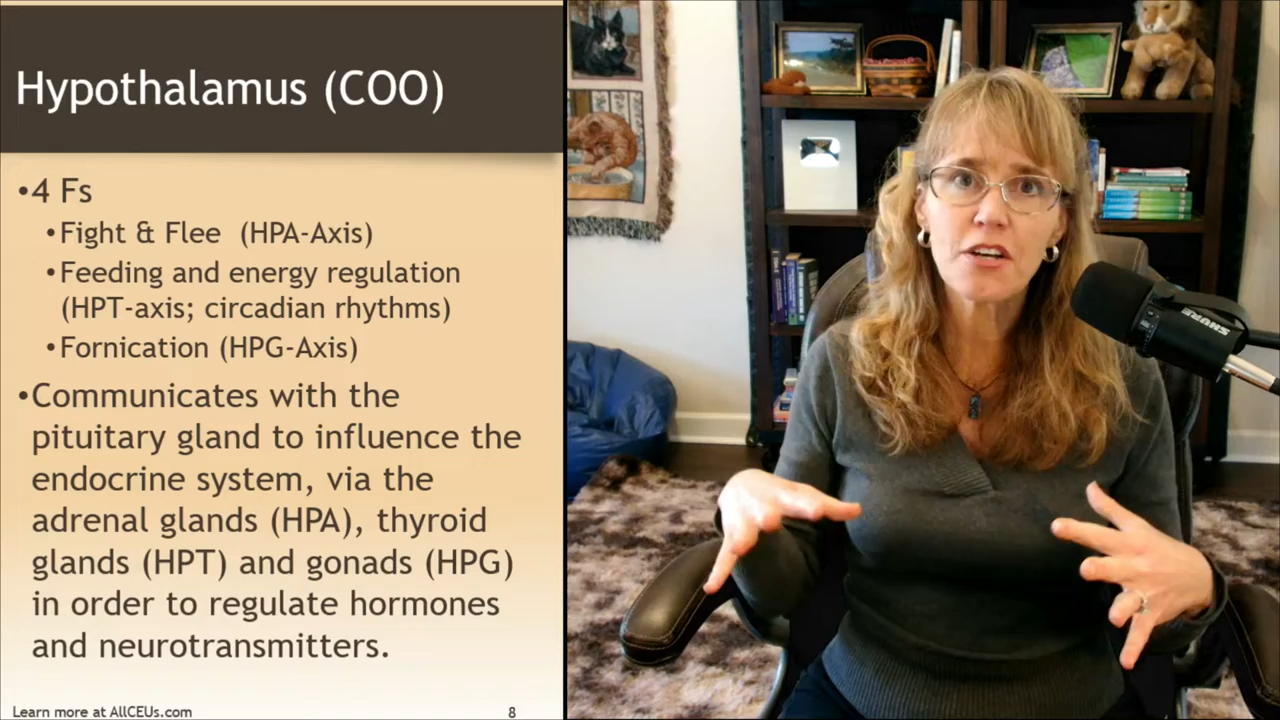 Hypothalamus (COO)
•4 Fs
•Fight & Flee (HPA-Axis)
•Feeding and energy regulation
(HPT-axis; circadian rhythms)
•Fornication (HPG-Axis)
•Communicates with the
pituitary gland to influence the
endocrine system, via the
adrenal glands (HPA), thyroid
glands (HPT) and gonads (HPG)
in order to regulate hormones
and neurotransmitters.
Learn more at AllCEUs.com
8
SHURE